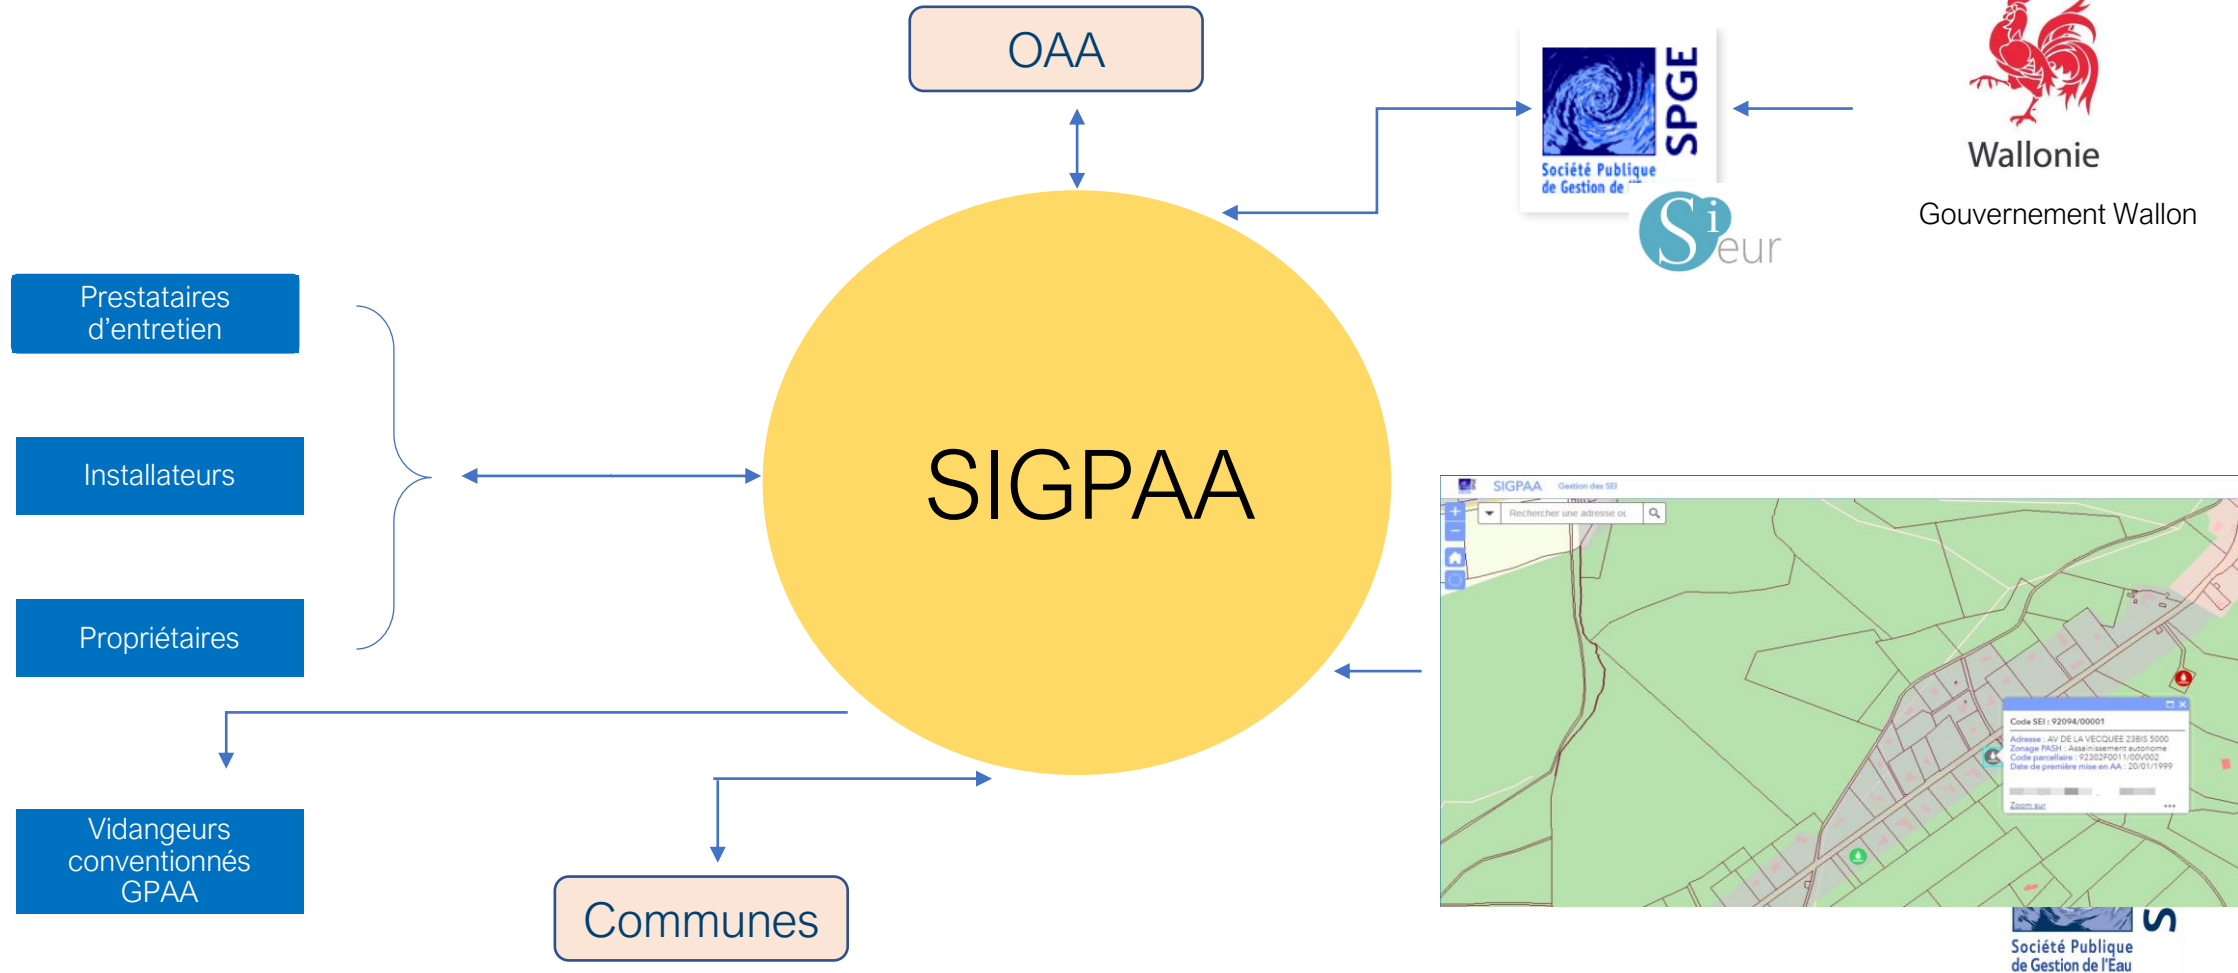 OAA
SPGE
Société Publique
de Gestion de l'
Sieur
Wallonie
Gouvernement Wallon
Prestataires
d'entretien
Installateurs
Propriétaires
SIGPAA
SIGPAA Gestion des SEI
Rechercher une adresse ou
Code SEI : 92094/00001
Adresse : AV DE LA VECQUEE 23BIS 5000
Zonage PASH : Assainissement autonome
Code parcellaire : 92302F0011/00V002
Date de première mise en AA : 20/01/1999
Zoom sur
Vidangeurs
conventionnés
GPAA
Communes
S
Société Publique
de Gestion de l'Eau